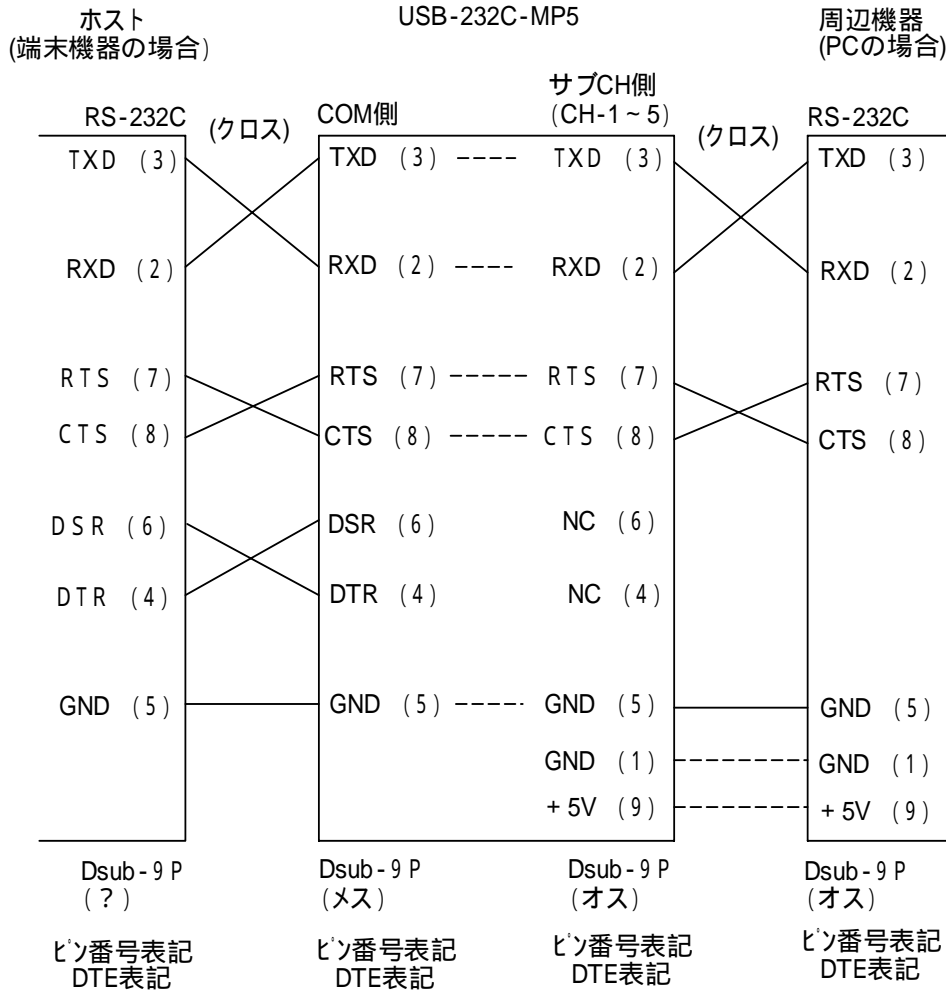 ホスト
(端末機器の場合)
USB-232C-MP5
周辺機器
(PCの場合)
RS-232C
(クロス)
COM側
サブCH側
(CH-1~5)
(クロス)
RS-232C
TXD (3)
TXD (3) ----
TXD (3)
TXD (3)
RXD (2)
RXD (2) ----
RXD (2)
RXD (2)
RTS (7)
RTS (7) -----
RTS (7)
RTS (7)
CTS (8)
CTS (8) -----
CTS (8)
CTS (8)
DSR (6)
DSR (6)
NC (6)
DTR (4)
DTR (4)
NC (4)
GND (5)
GND (5) ----
GND (5)
GND (5)
GND (1)
GND (1)
+5V (9)
+5V (9)
Dsub-9P
(?)
ピン番号表記
DTE表記
Dsub-9P
(メス)
ピン番号表記
DTE表記
Dsub-9P
(オス)
ピン番号表記
DTE表記
Dsub-9P
(オス)
ピン番号表記
DTE表記